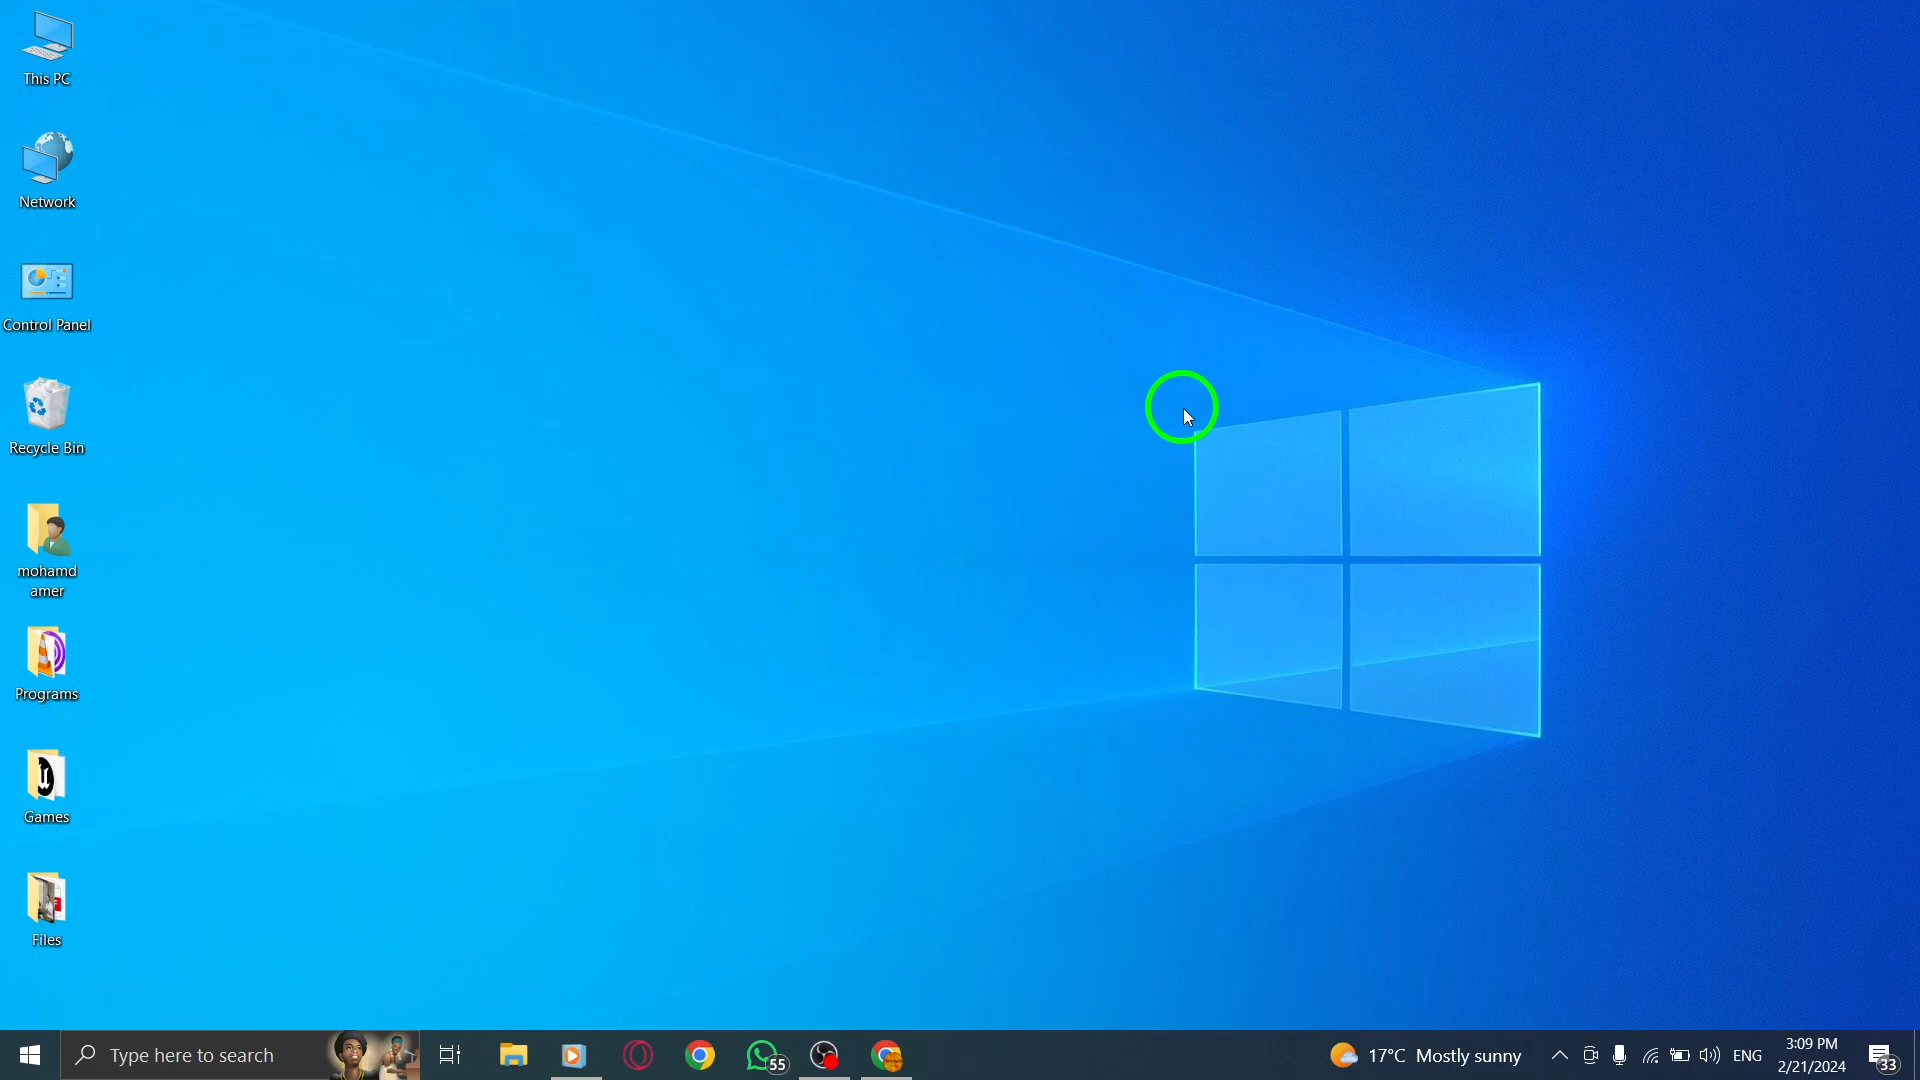 This PC
Network
Control Panel
Recycle Bin
mohamd
amer
Programs
Games
Files
Type here to search
55
17°C Mostly sunny
ENG
3:09 PM
2/21/2024
33